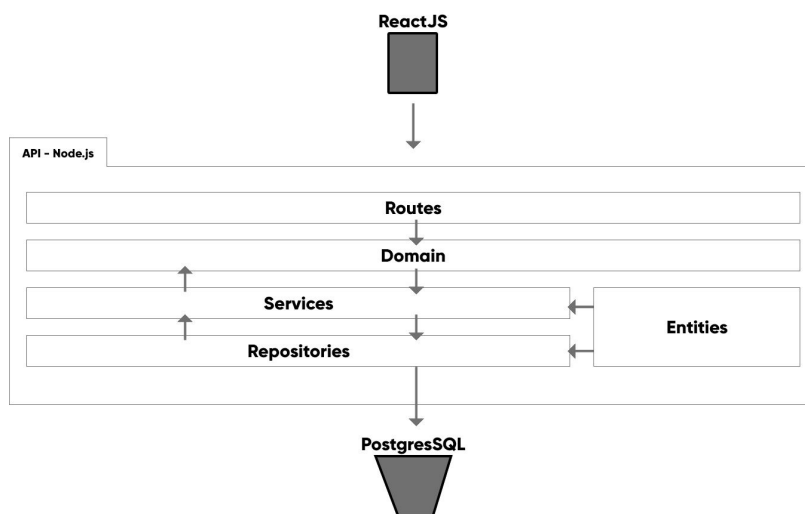 ReactJS
API - Node.js
Routes
Domain
Services
Entities
Repositories
PostgresSQL